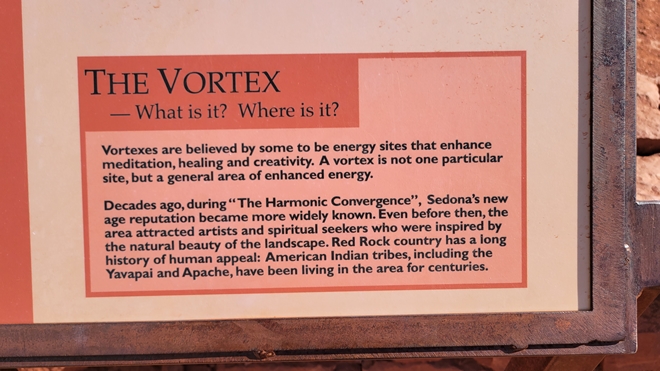 THE VORTEX
— What is it? Where is it?
Vortexes are believed by some to be energy sites that enhance
meditation, healing and creativity. A vortex is not one particular
site, but a general area of enhanced energy.
Decades ago, during "The Harmonic Convergence", Sedona's new
age reputation became more widely known. Even before then, the
area attracted artists and spiritual seekers who were inspired by
the natural beauty of the landscape. Red Rock country has a long
history of human appeal: American Indian tribes, including the
Yavapai and Apache, have been living in the area for centuries.